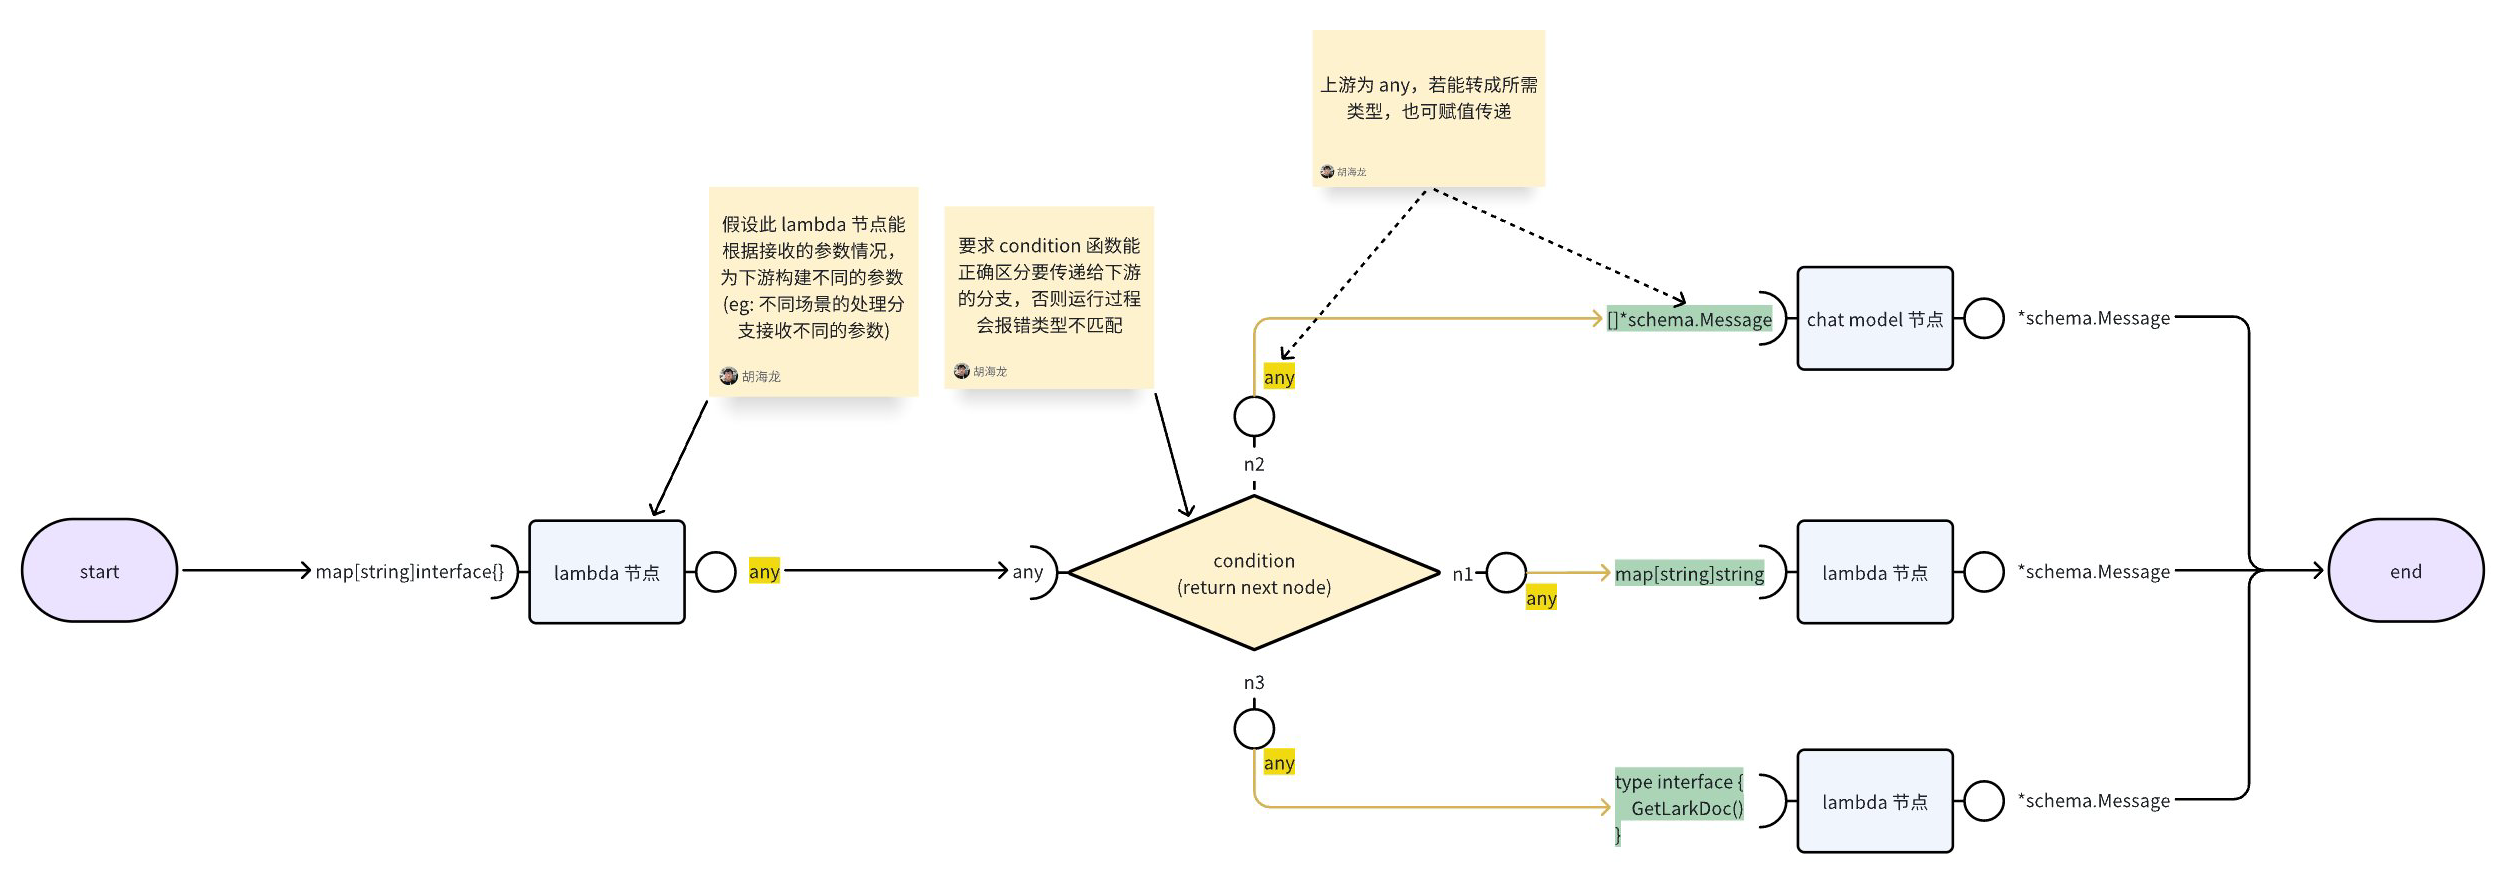 上游为 any，若能转成所需
类型，也可赋值传递
胡海龙
假设此 lambda 节点能
根据接收的参数情况，
为下游构建不同的参数
(eg: 不同场景的处理分
支接收不同的参数)
胡海龙
要求 condition 函数能
正确区分要传递给下游
的分支，否则运行过程
会报错类型不匹配
胡海龙
start
map[string]interface{}
lambda 节点
any
any
condition
(return next node)
n2
any
[]*schema.Message
chat model 节点
*schema.Message
n1
any
map[string]string
lambda 节点
*schema.Message
n3
any
type interface {
GetLarkDoc()
}
lambda 节点
*schema.Message
end